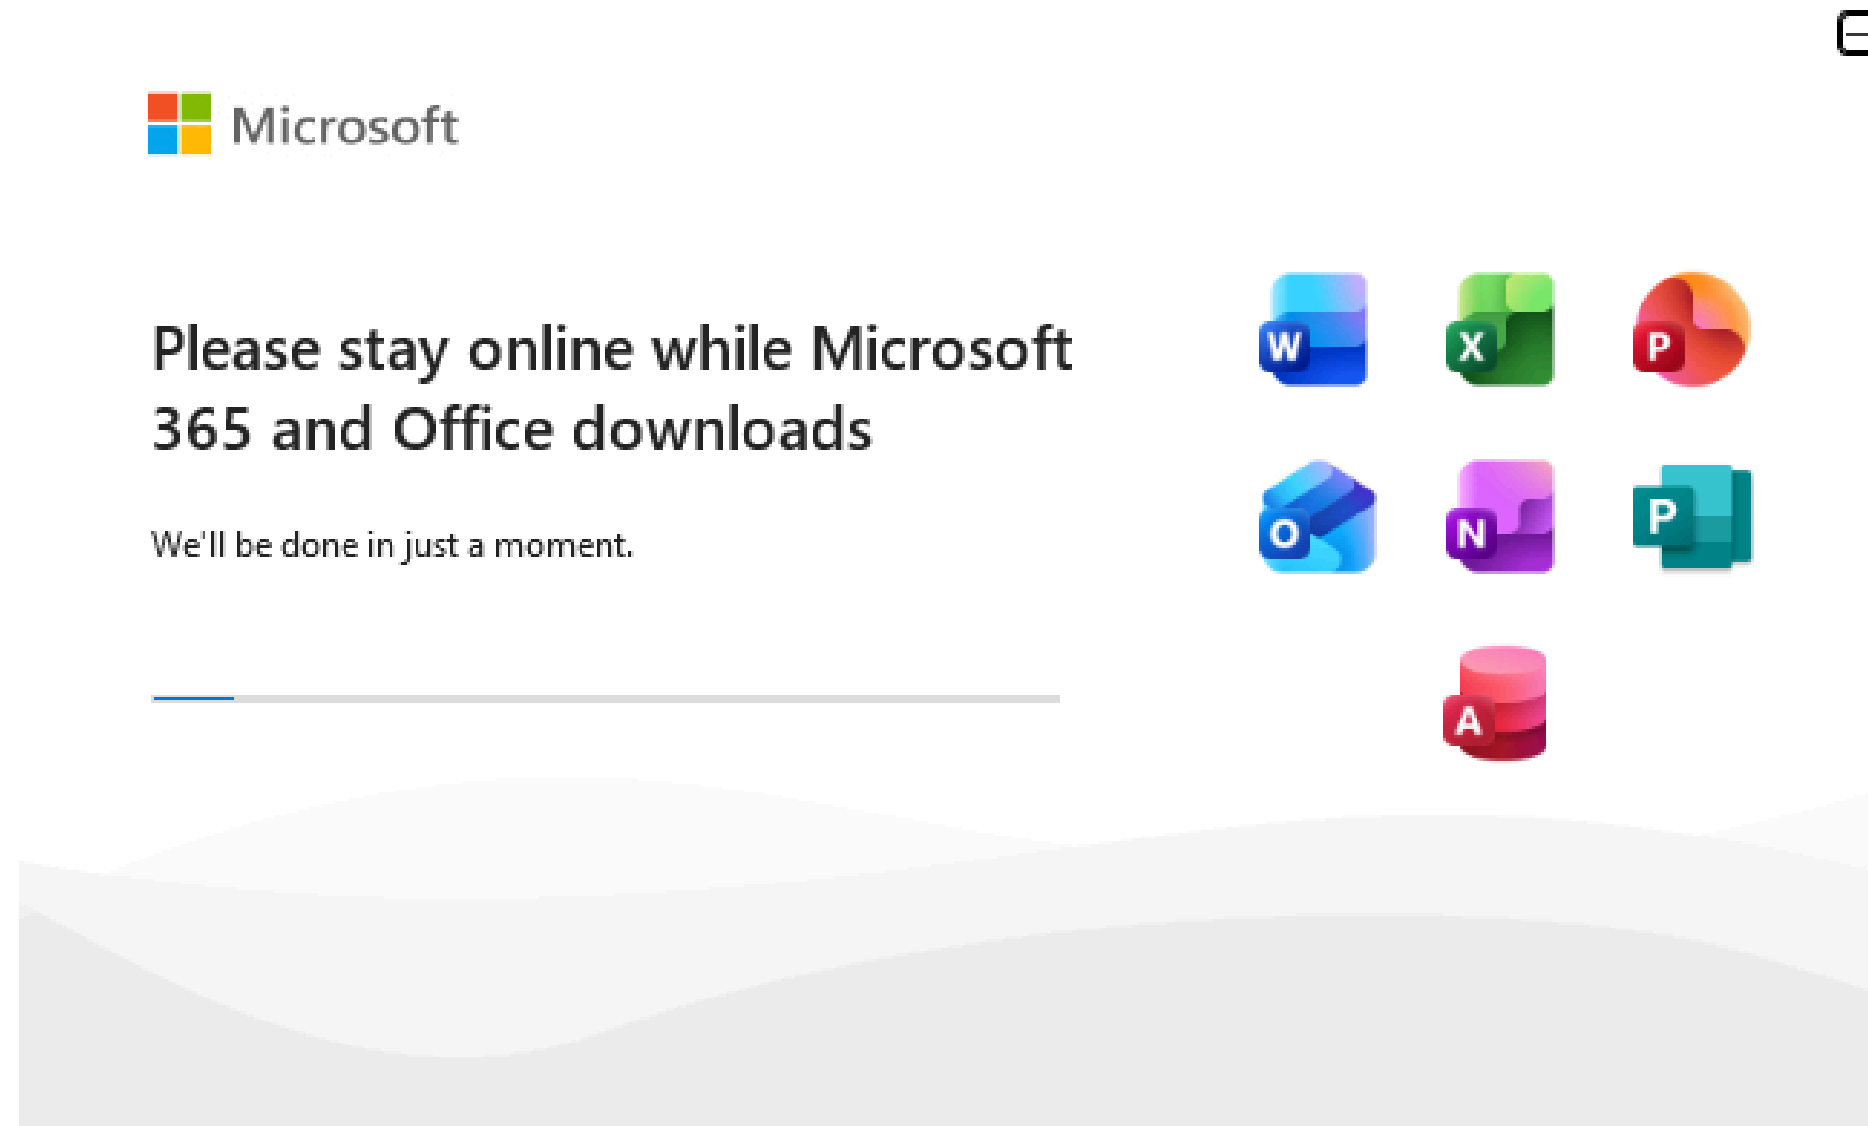 Microsoft
Please stay online while Microsoft
365 and Office downloads
We'll be done in just a moment.
W X P
O N P
A